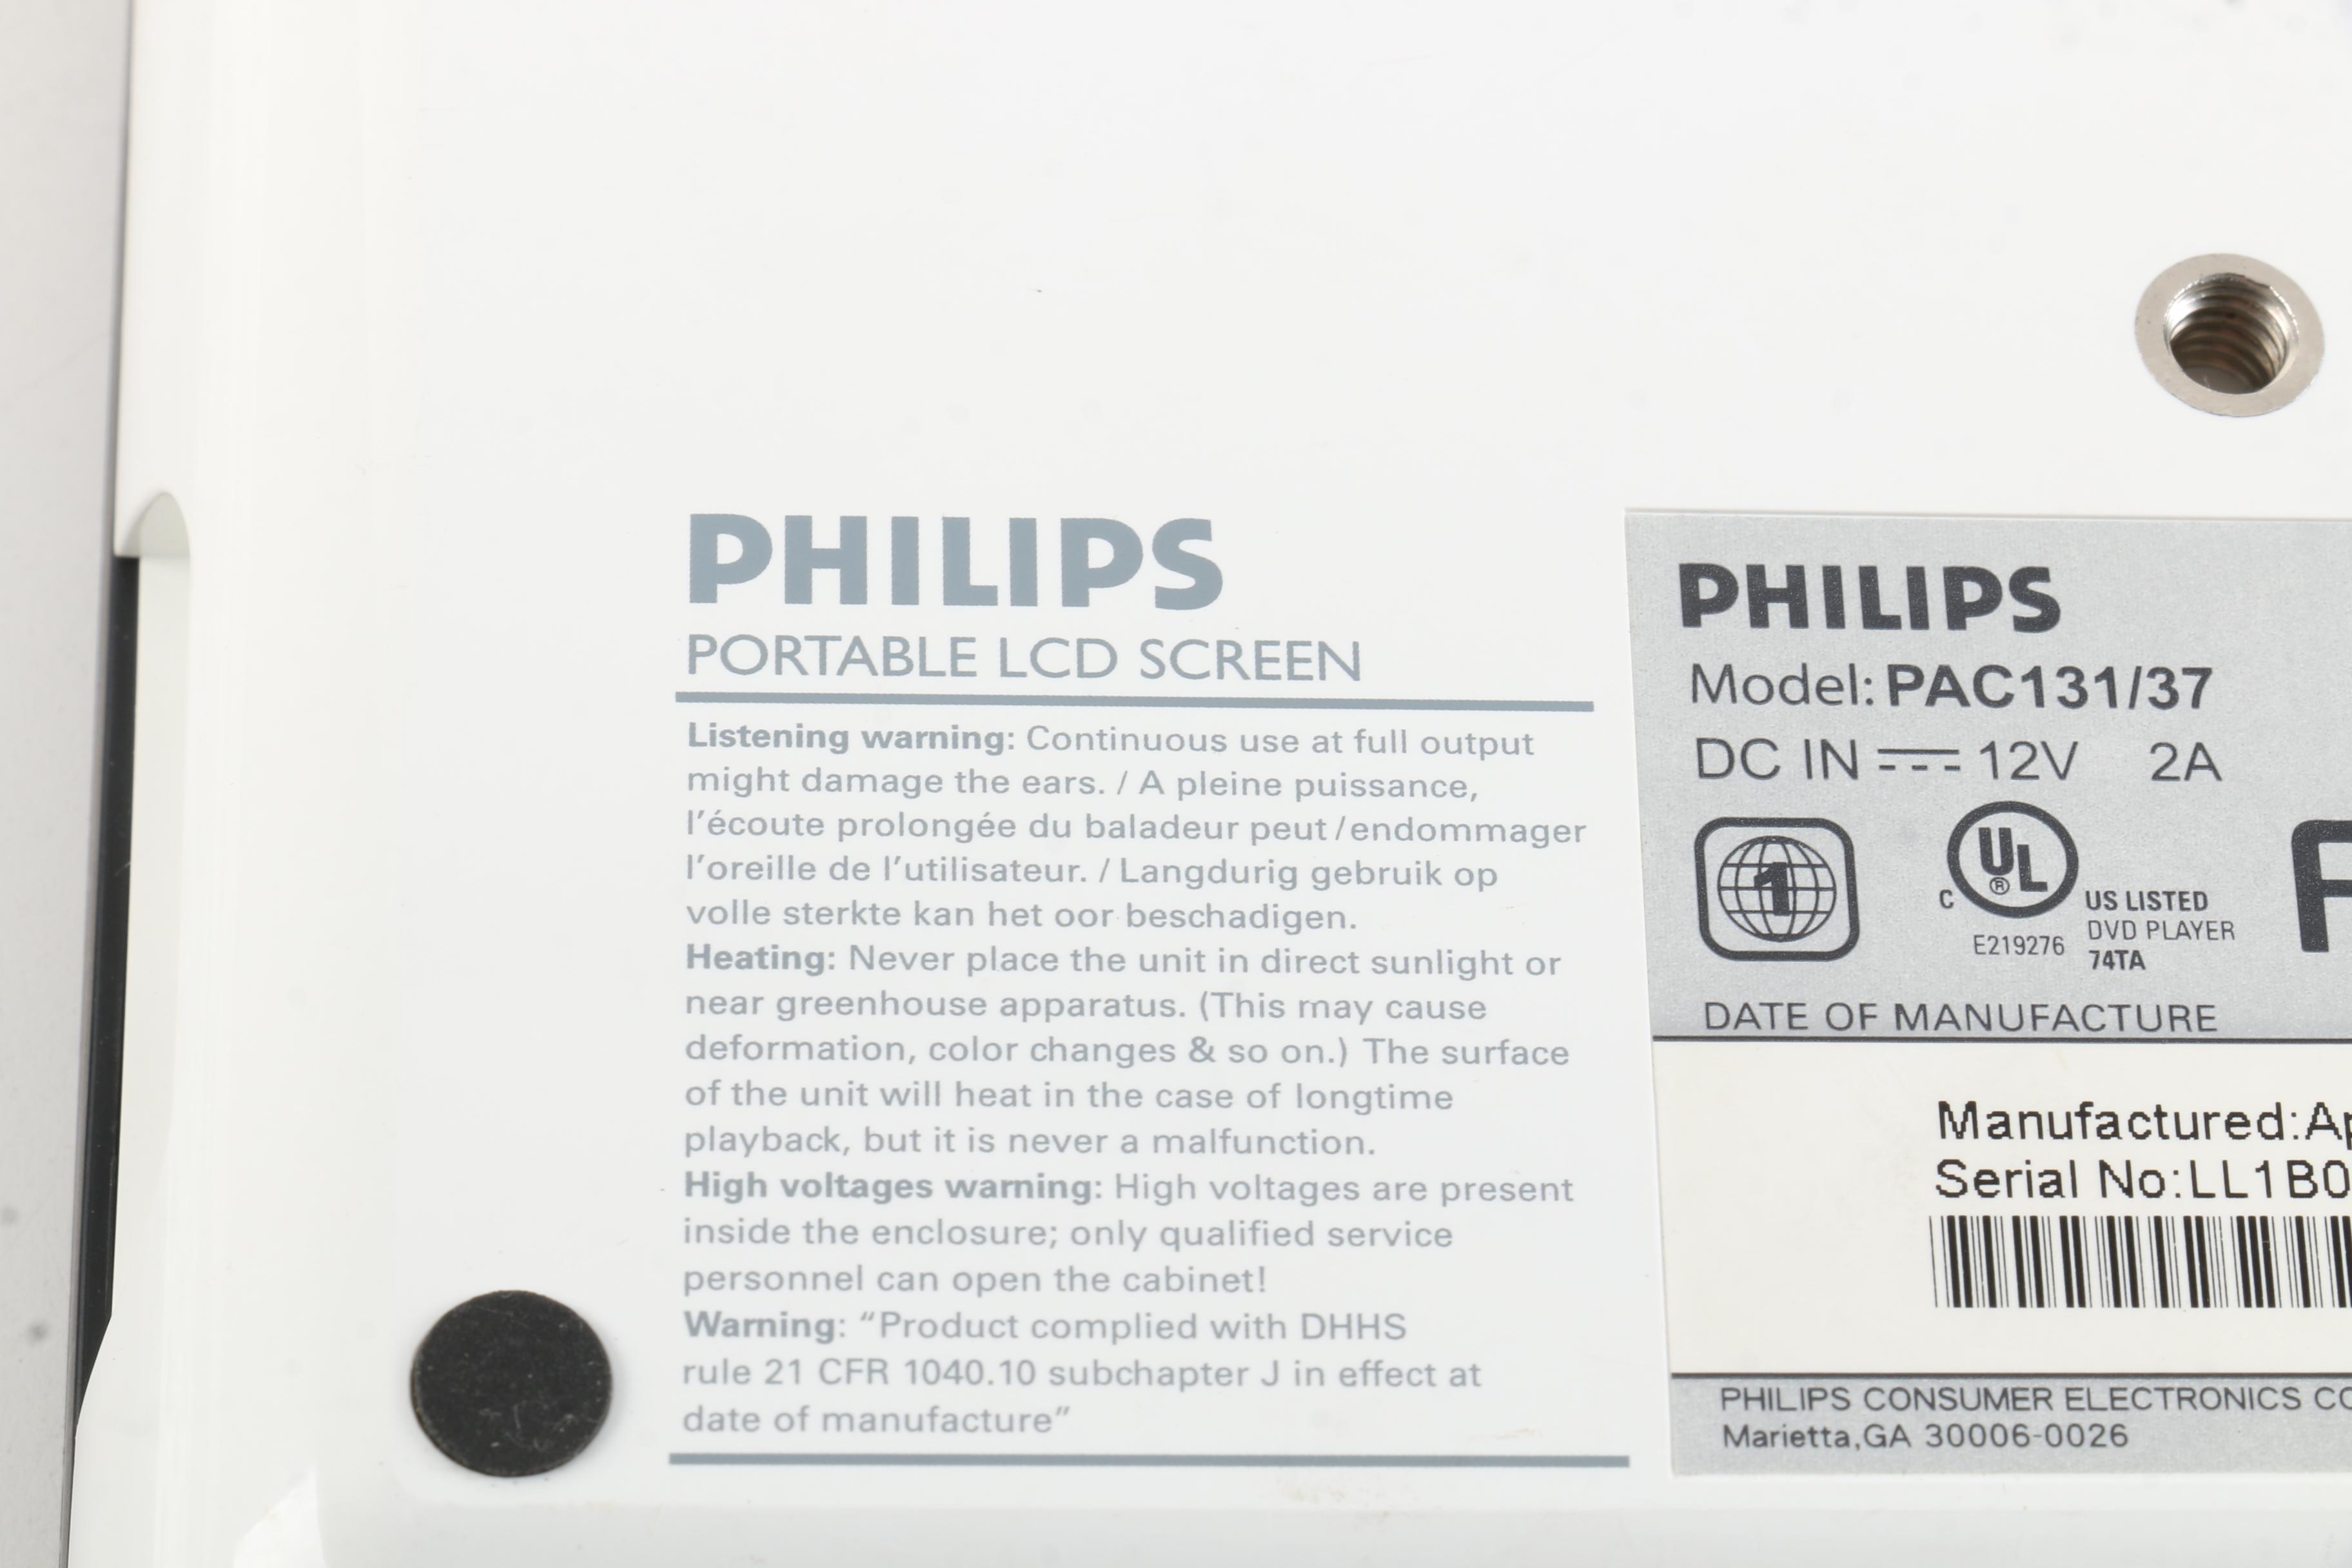 PHILIPS
PORTABLE LCD SCREEN
Listening warning: Continuous use at full output
might damage the ears. / A pleine puissance,
l'écoute prolongée du baladeur peut/endommager
l'oreille de l'utilisateur. / Langdurig gebruik op
volle sterkte kan het oor beschadigen.
Heating: Never place the unit in direct sunlight or
near greenhouse apparatus. (This may cause
deformation, color changes & so on.) The surface
of the unit will heat in the case of longtime
playback, but it is never a malfunction.
High voltages warning: High voltages are present
inside the enclosure; only qualified service
personnel can open the cabinet!
Warning: “Product complied with DHHS
rule 21 CFR 1040.10 subchapter J in effect at
date of manufacture”
PHILIPS
Model: PAC131/37
DC IN 12V 2A
1
C UL ® US LISTED
DVD PLAYER
E219276
74TA
DATE OF MANUFACTURE
Manufactured:
Serial No:LL1B0
PHILIPS CONSUMER ELECTRONICS
Marietta,GA 30006-0026